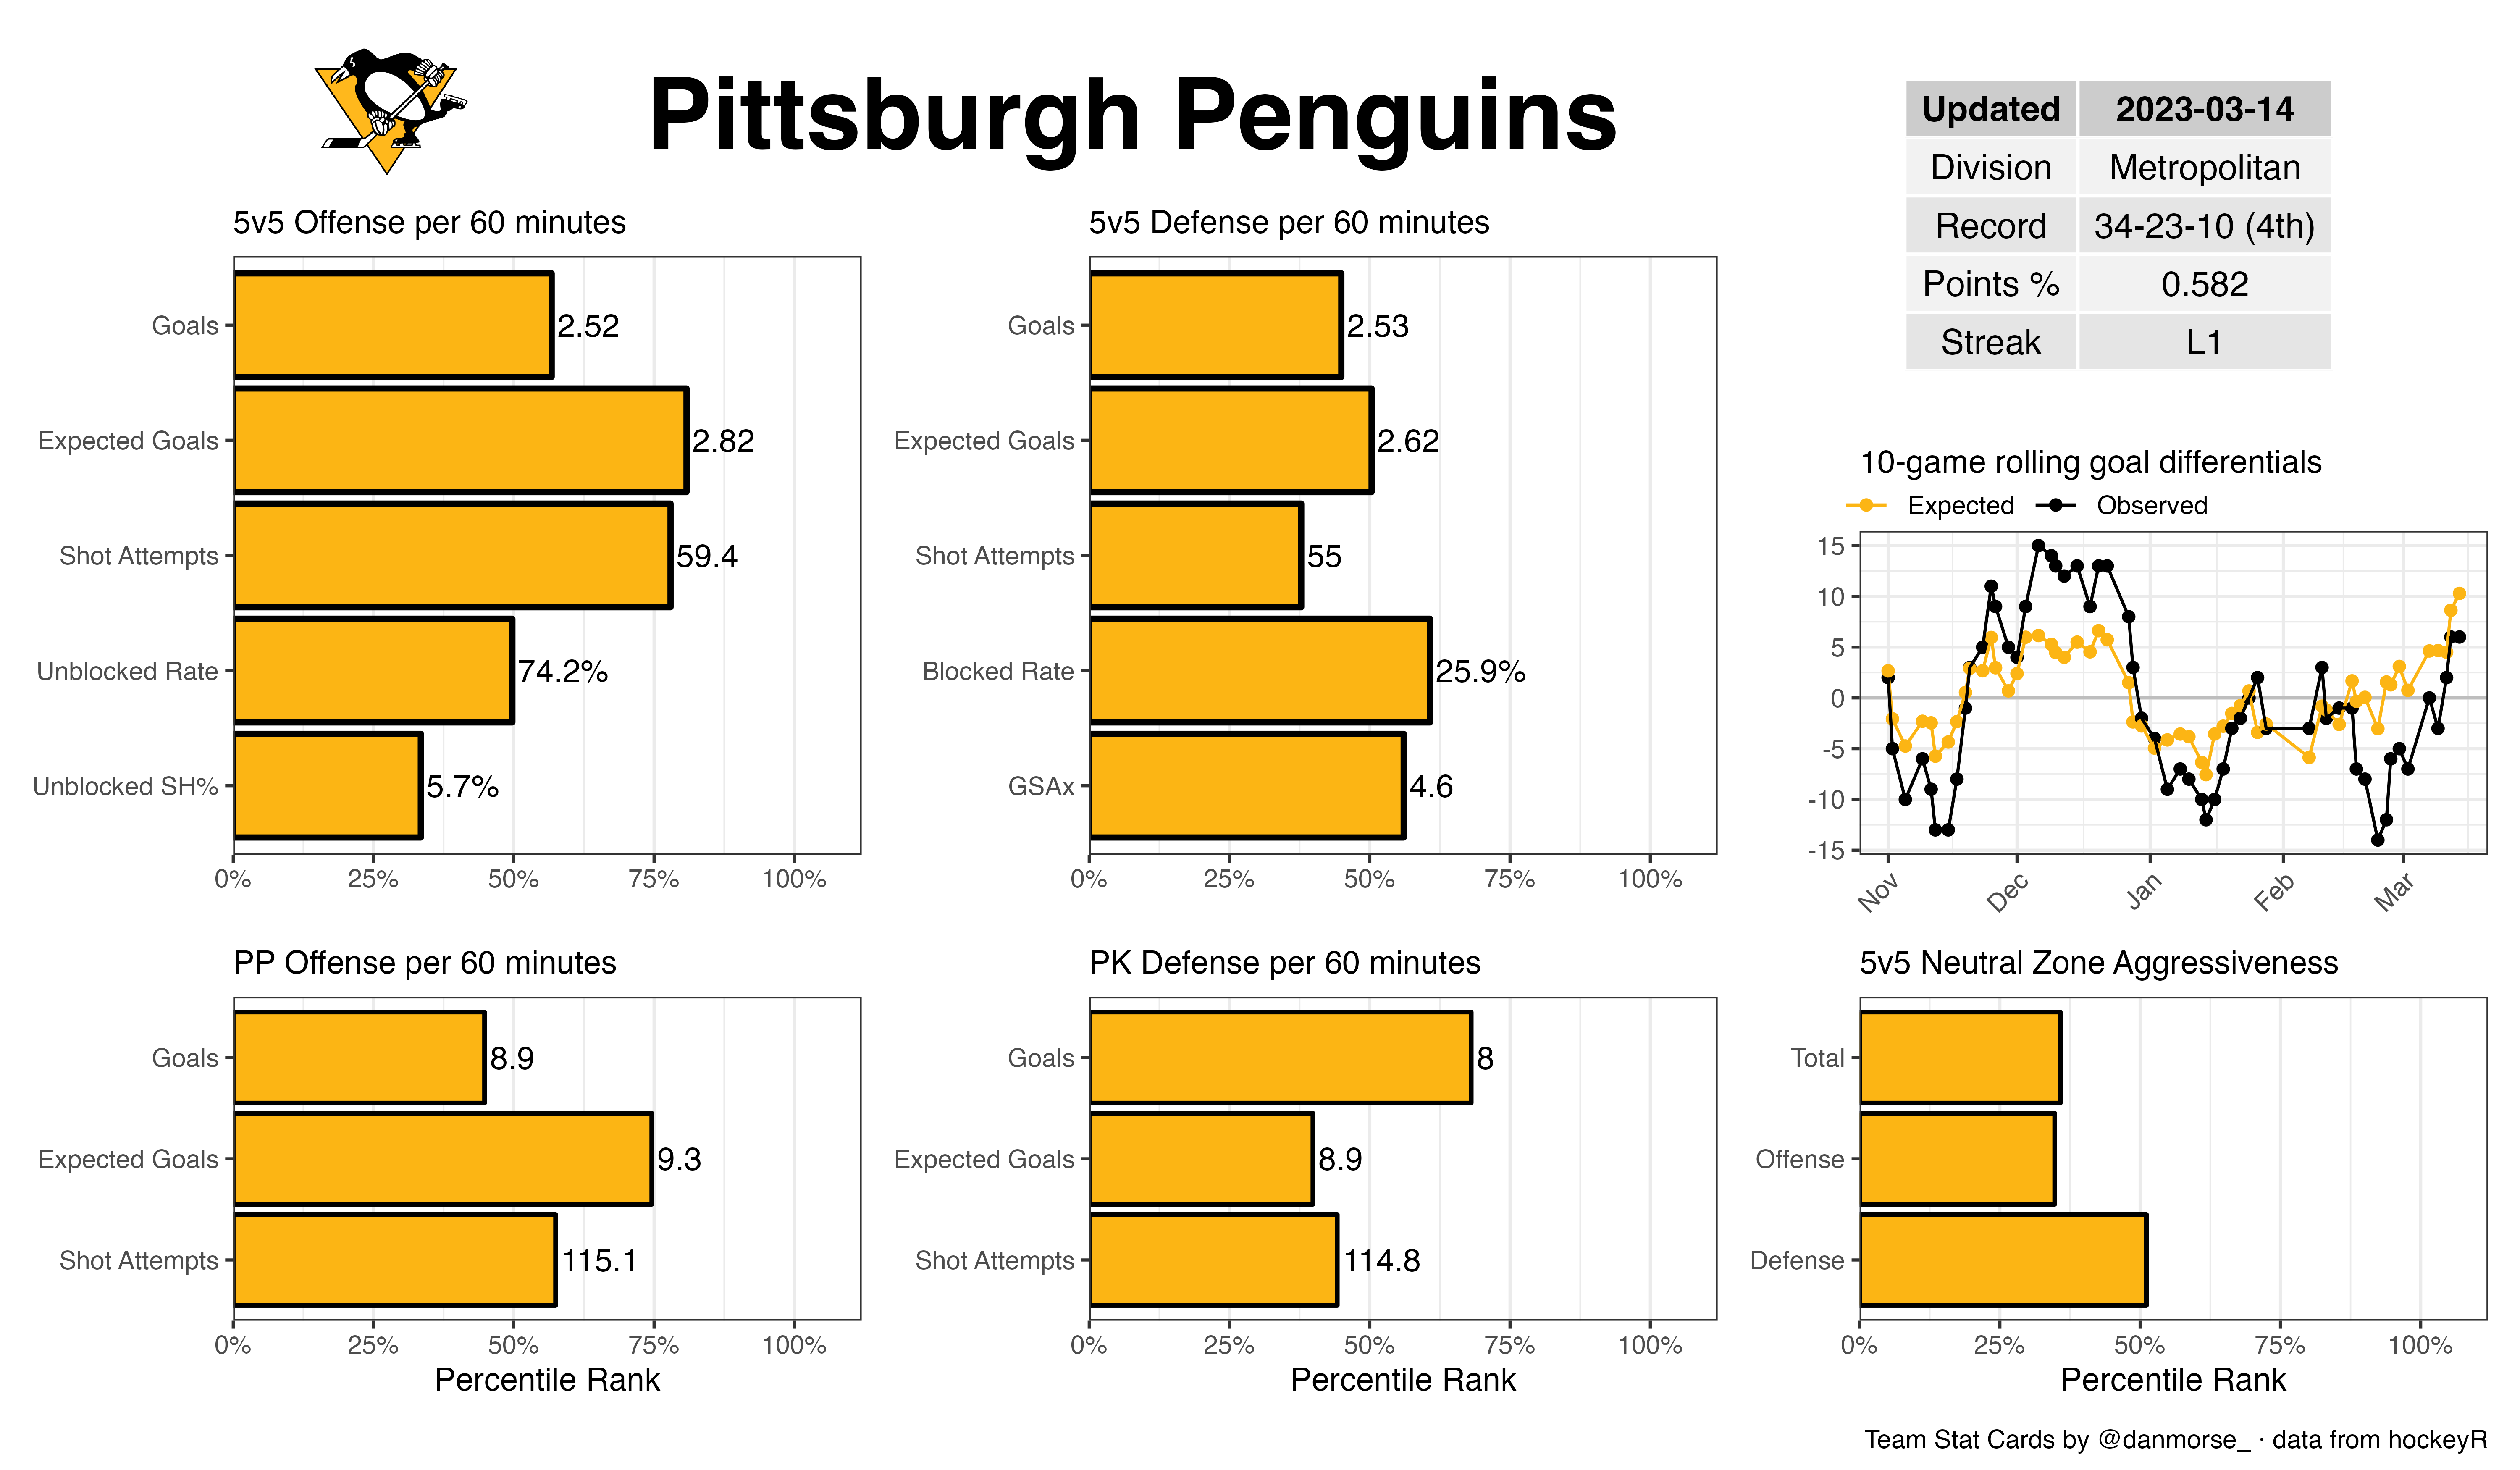 Pittsburgh Penguins
Updated 2023-03-14
Division Metropolitan
Record 34-23-10 (4th)
Points % 0.582
Streak L1
5v5 Offense per 60 minutes
Goals 2.52
Expected Goals 2.82
Shot Attempts 59.4
Unblocked Rate 74.2%
Unblocked SH% 5.7%
0% 25% 50% 75% 100%
5v5 Defense per 60 minutes
Goals 2.53
Expected Goals 2.62
Shot Attempts 55
Blocked Rate 25.9%
GSAx 4.6
0% 25% 50% 75% 100%
10-game rolling goal differentials
Expected Observed
15
10
5
0
-5
-10
-15
Nov Dec Jan Feb Mar
PP Offense per 60 minutes
Goals 8.9
Expected Goals 9.3
Shot Attempts 115.1
0% 25% 50% 75% 100%
Percentile Rank
PK Defense per 60 minutes
Goals 8
Expected Goals 8.9
Shot Attempts 114.8
0% 25% 50% 75% 100%
Percentile Rank
5v5 Neutral Zone Aggressiveness
Total
Offense
Defense
0% 25% 50% 75% 100%
Percentile Rank
Team Stat Cards by @danmorse_ · data from hockeyR